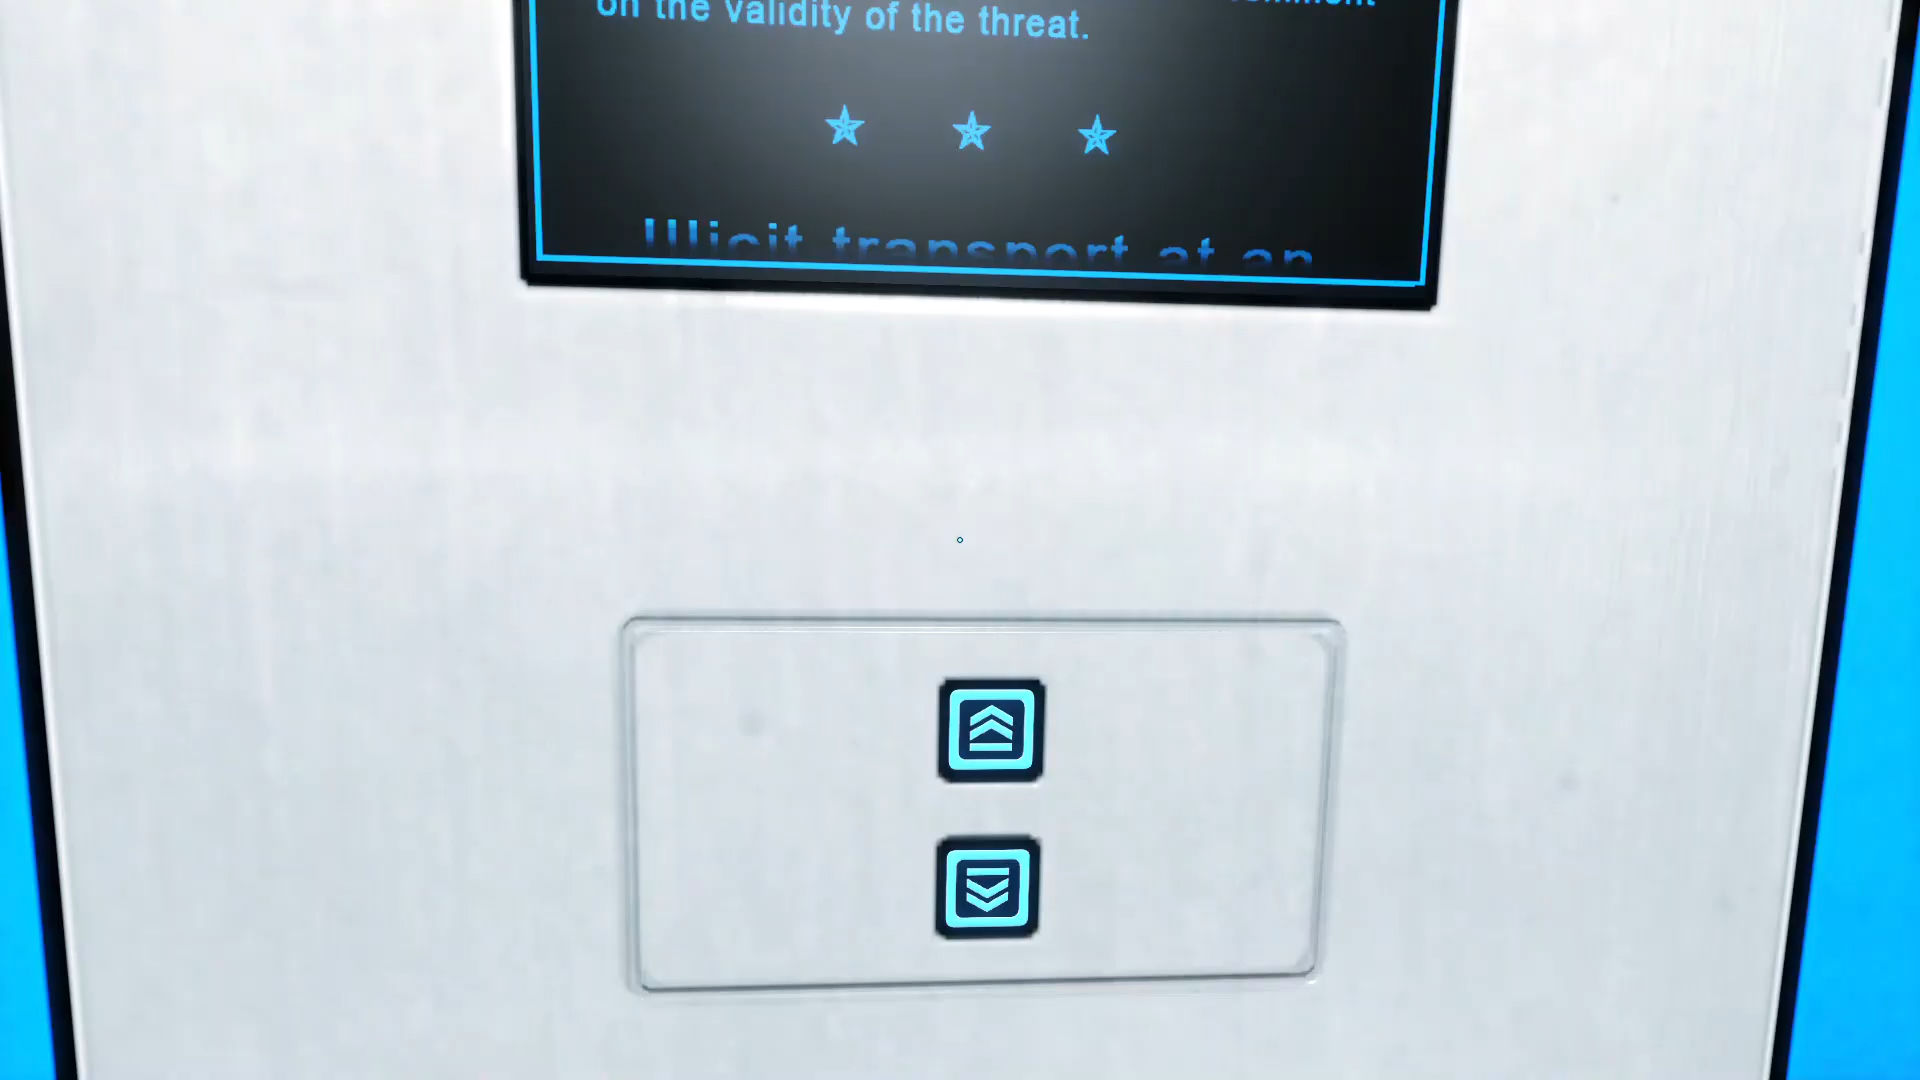 on the validity of the threat.
Illicit transport at an